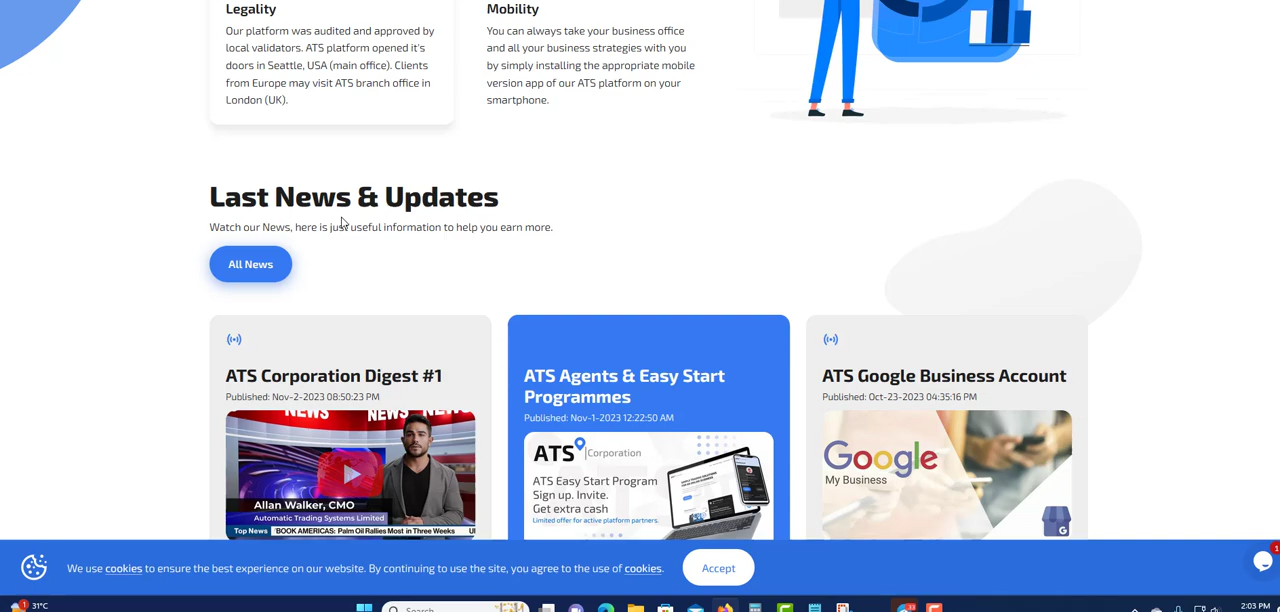 Legality
Our platform was audited and approved by
local validators. ATS platform opened it's
doors in Seattle, USA (main office). Clients
from Europe may visit ATS branch office in
London (UK).
Mobility
You can always take your business office
and all your business strategies with you
by simply installing the appropriate mobile
version app of our ATS platform on your
smartphone.
Last News & Updates
Watch our News, here is just useful information to help you earn more.
All News
ATS Corporation Digest #1
Published: Nov-2-2023 08:50:23 PM
NEWS
Allan Walker, CMO
Automatic Trading Systems Limited
Top News
'BOOK AMERICAS: Palm Oil Rallies Most in Three Weeks
ATS Agents & Easy Start
Programmes
Published: Nov-1-2023 12:22:50 AM
ATS Corporation
ATS Easy Start Program
Sign up. Invite.
Get extra cash
Limited offer for active platform partners.
ATS Google Business Account
Published: Oct-23-2023 04:35:16 PM
Google
My Business
G
We use cookies to ensure the best experience on our website. By continuing to use the site, you agree to the use of cookies.
Accept
1
1
31°C
Search
33
2:03 PM